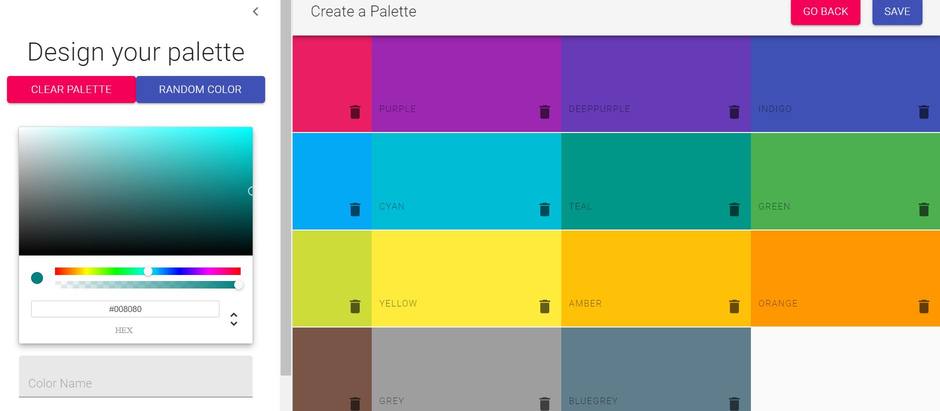 Create a Palette
GO BACK
SAVE
Design your palette
CLEAR PALETTE
RANDOM COLOR
#008080
HEX
Color Name
PURPLE
DEEPPURPLE
INDIGO
CYAN
TEAL
GREEN
YELLOW
AMBER
ORANGE
GREY
BLUEGREY